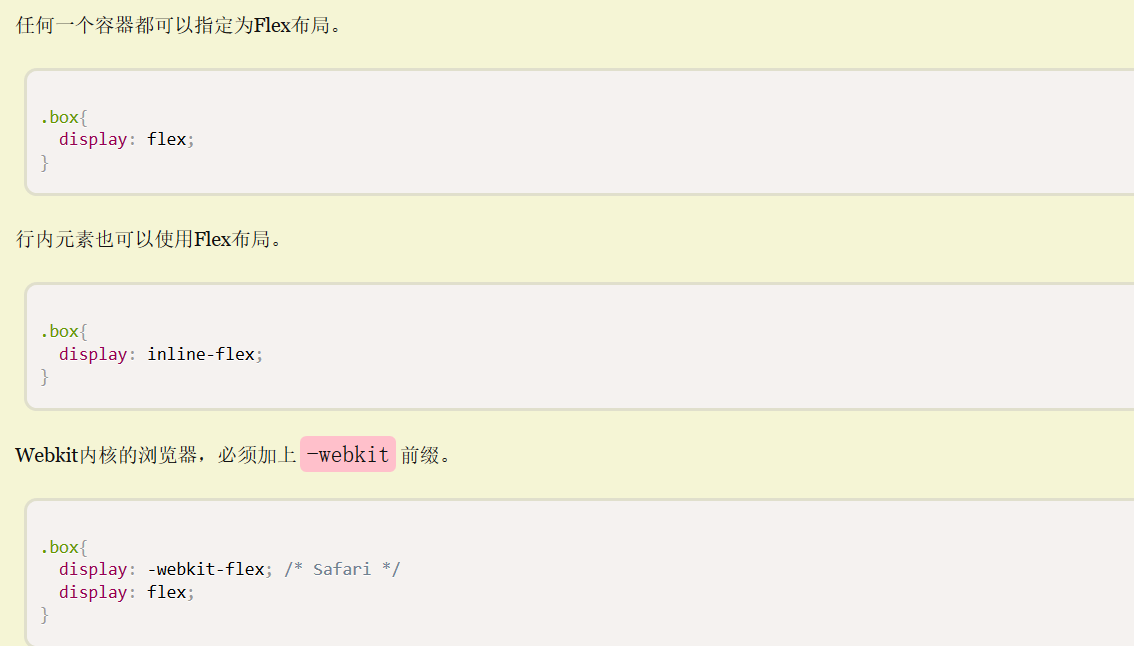 任何一个容器都可以指定为Flex布局。
.box{
  display: flex;
}
行内元素也可以使用Flex布局。
.box{
  display: inline-flex;
}
Webkit内核的浏览器，必须加上 -webkit 前缀。
.box{
  display: -webkit-flex; /* Safari */
  display: flex;
}